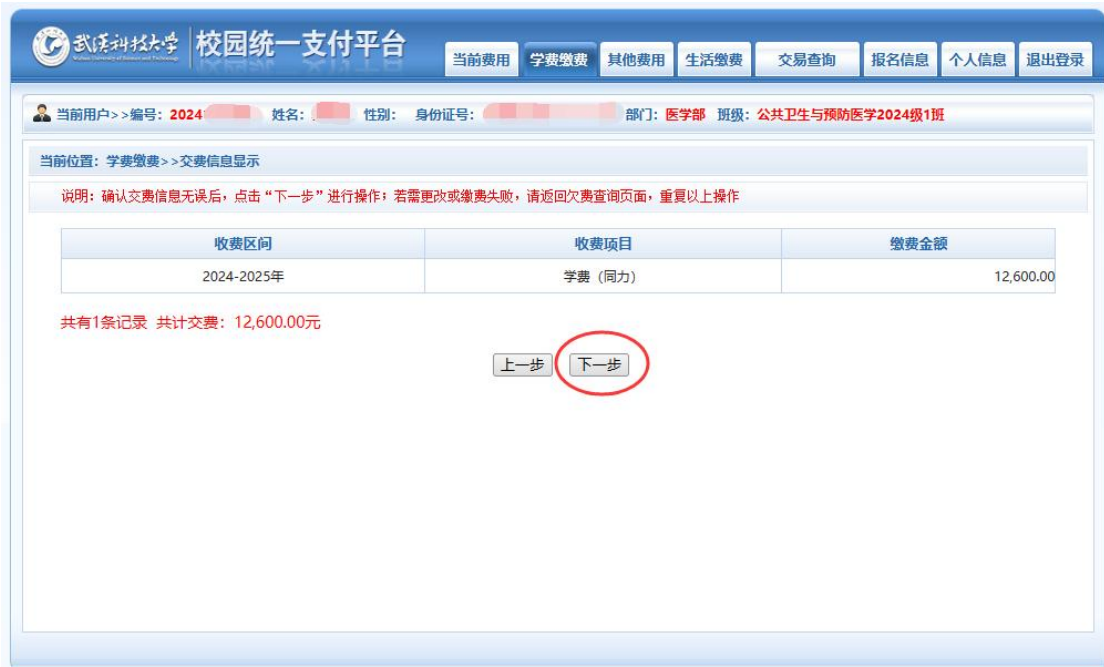 武汉科技大学 校园统一支付平台
Wuhan University of Science and Technology
当前费用 学费缴费 其他费用 生活缴费 交易查询 报名信息 个人信息 退出登录
当前用户>>编号：2024 姓名： 性别： 身份证号： 部门：医学部 班级：公共卫生与预防医学2024级1班
当前位置：学费缴费>>交费信息显示
说明：确认交费信息无误后，点击“下一步”进行操作；若需更改或缴费失败，请返回欠费查询页面，重复以上操作
收费区间 收费项目 缴费金额
2024-2025年 学费（同力） 12,600.00
共有1条记录 共计交费：12,600.00元
上一步 下一步